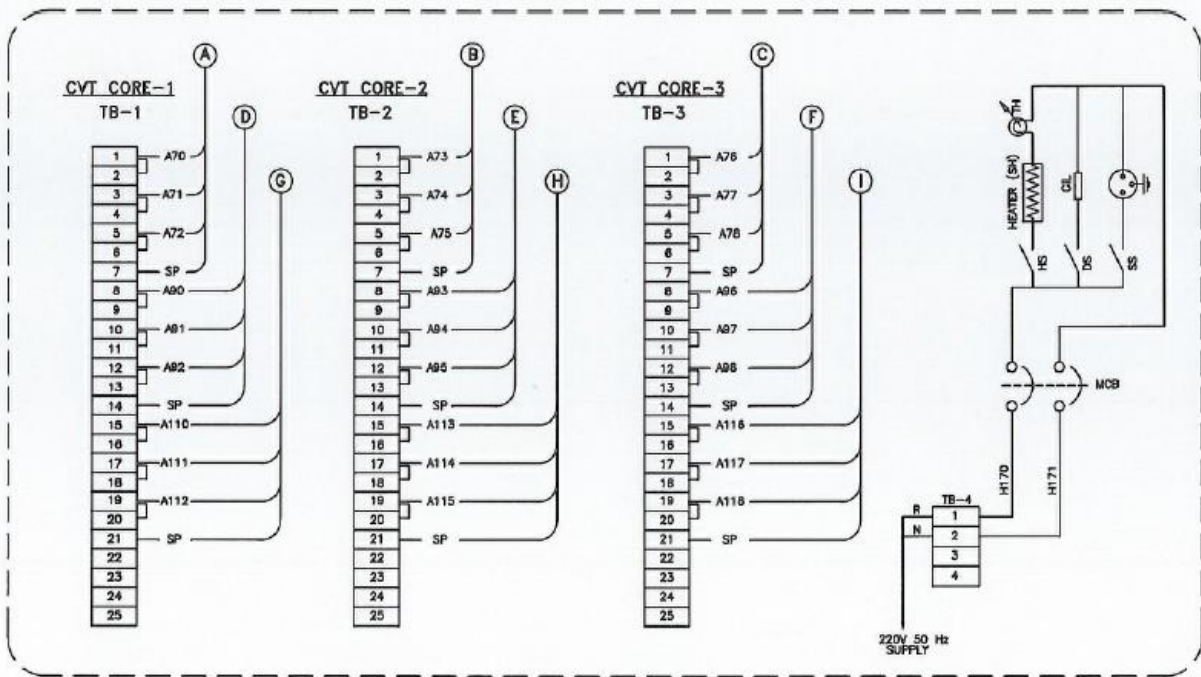 A
CVT CORE-1
TB-1
D
G
1 A70
2
3 A71
4
5 A72
6
7 SP
8 A90
9
10 A91
11
12 A92
13
14 SP
15 A110
16
17 A111
18
19 A112
20
21 SP
22
23
24
25
B
CVT CORE-2
TB-2
E
H
1 A73
2
3 A74
4
5 A75
6
7 SP
8 A93
9
10 A94
11
12 A95
13
14 SP
15 A113
16
17 A114
18
19 A115
20
21 SP
22
23
24
25
C
CVT CORE-3
TB-3
F
I
1 A76
2
3 A77
4
5 A78
6
7 SP
8 A96
9
10 A97
11
12 A98
13
14 SP
15 A116
16
17 A117
18
19 A118
20
21 SP
22
23
24
25
TH
HEATER (SH)
CIL
HS
DS
SS
MCB
H170
H171
TB-4
R 1
N 2
3
4
220V 50 Hz
SUPPLY